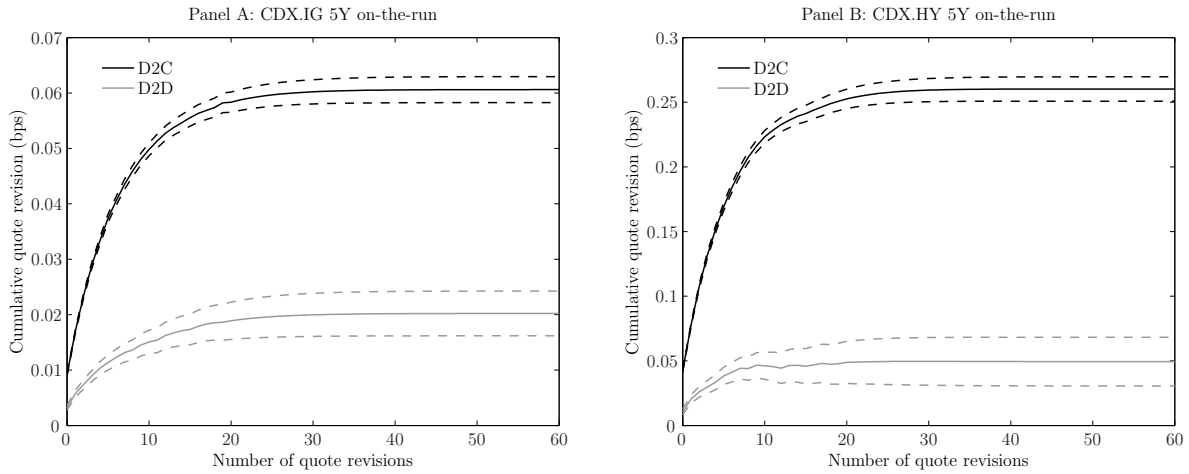 Panel A: CDX.IG 5Y on-the-run
0.07
0.06
0.05
0.04
0.03
0.02
0.01
0
Cumulative quote revision (bps)
D2C
D2D
0 10 20 30 40 50 60
Number of quote revisions
Panel B: CDX.HY 5Y on-the-run
0.3
0.25
0.2
0.15
0.1
0.05
0
Cumulative quote revision (bps)
D2C
D2D
0 10 20 30 40 50 60
Number of quote revisions